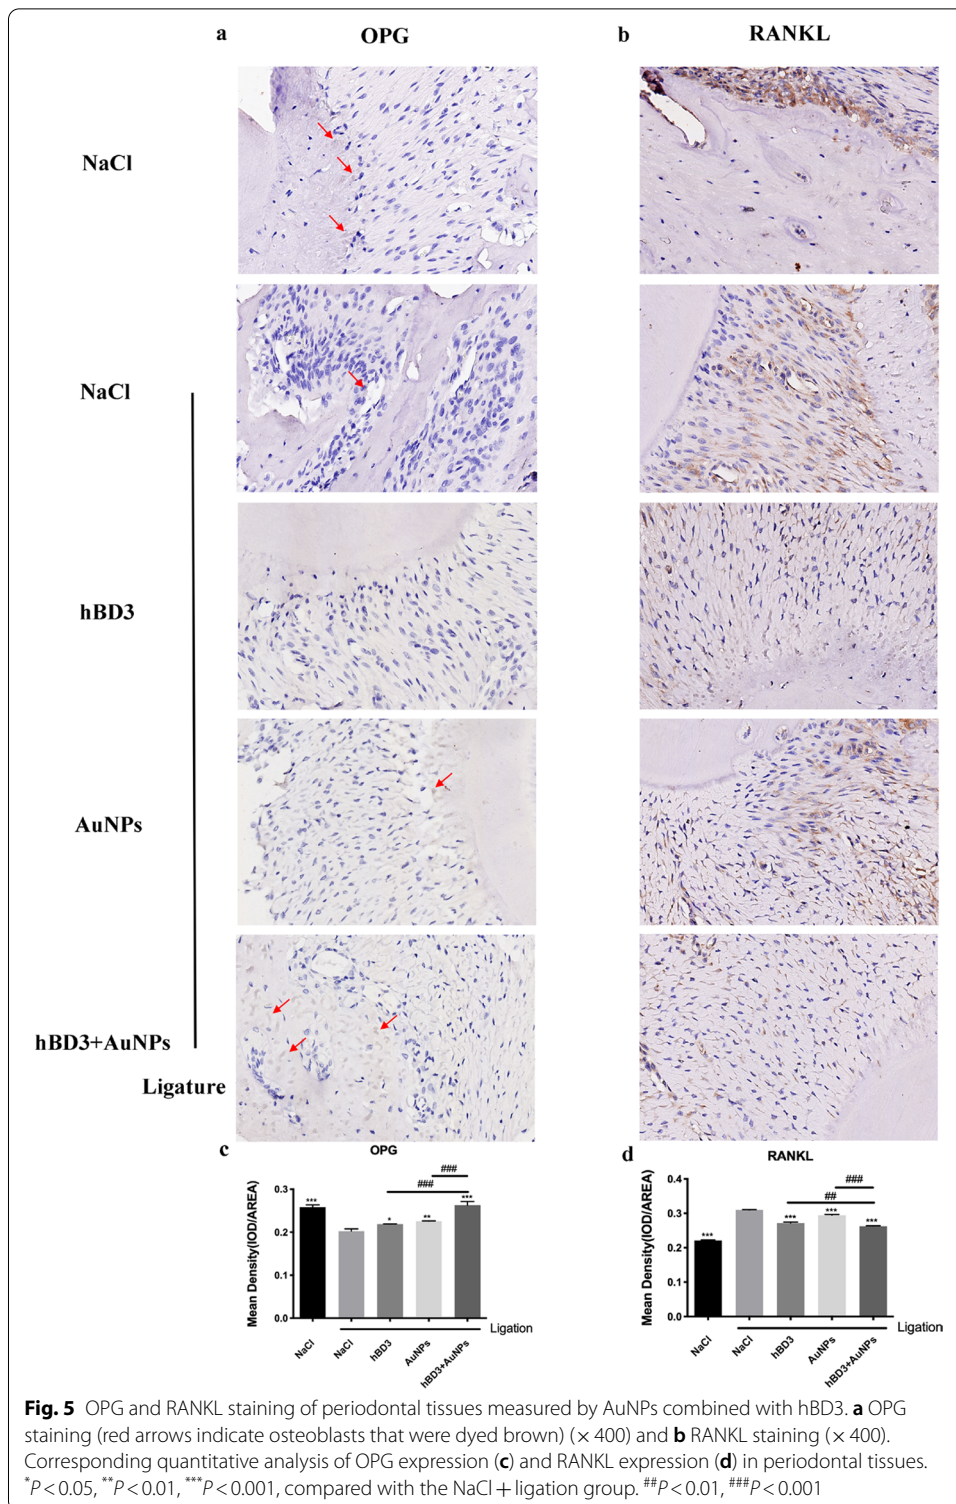 a OPG b RANKL
NaCl
NaCl
hBD3
AuNPs
hBD3+AuNPs
Ligature
c OPG
###
###
***
*
**
***
Mean Density(IOD/AREA)
0.3
0.2
0.1
0.0
NaCl NaCl hBD3 AuNPs hBD3+AuNPs
Ligation
d RANKL
###
##
***
***
***
***
Mean Density(IOD/AREA)
0.4
0.3
0.2
0.1
0.0
NaCl NaCl hBD3 AuNPs hBD3+AuNPs
Ligation
Fig. 5 OPG and RANKL staining of periodontal tissues measured by AuNPs combined with hBD3. a OPG
staining (red arrows indicate osteoblasts that were dyed brown) (× 400) and b RANKL staining (× 400).
Corresponding quantitative analysis of OPG expression (c) and RANKL expression (d) in periodontal tissues.
*P < 0.05, **P < 0.01, ***P < 0.001, compared with the NaCl + ligation group. ##P < 0.01, ###P < 0.001